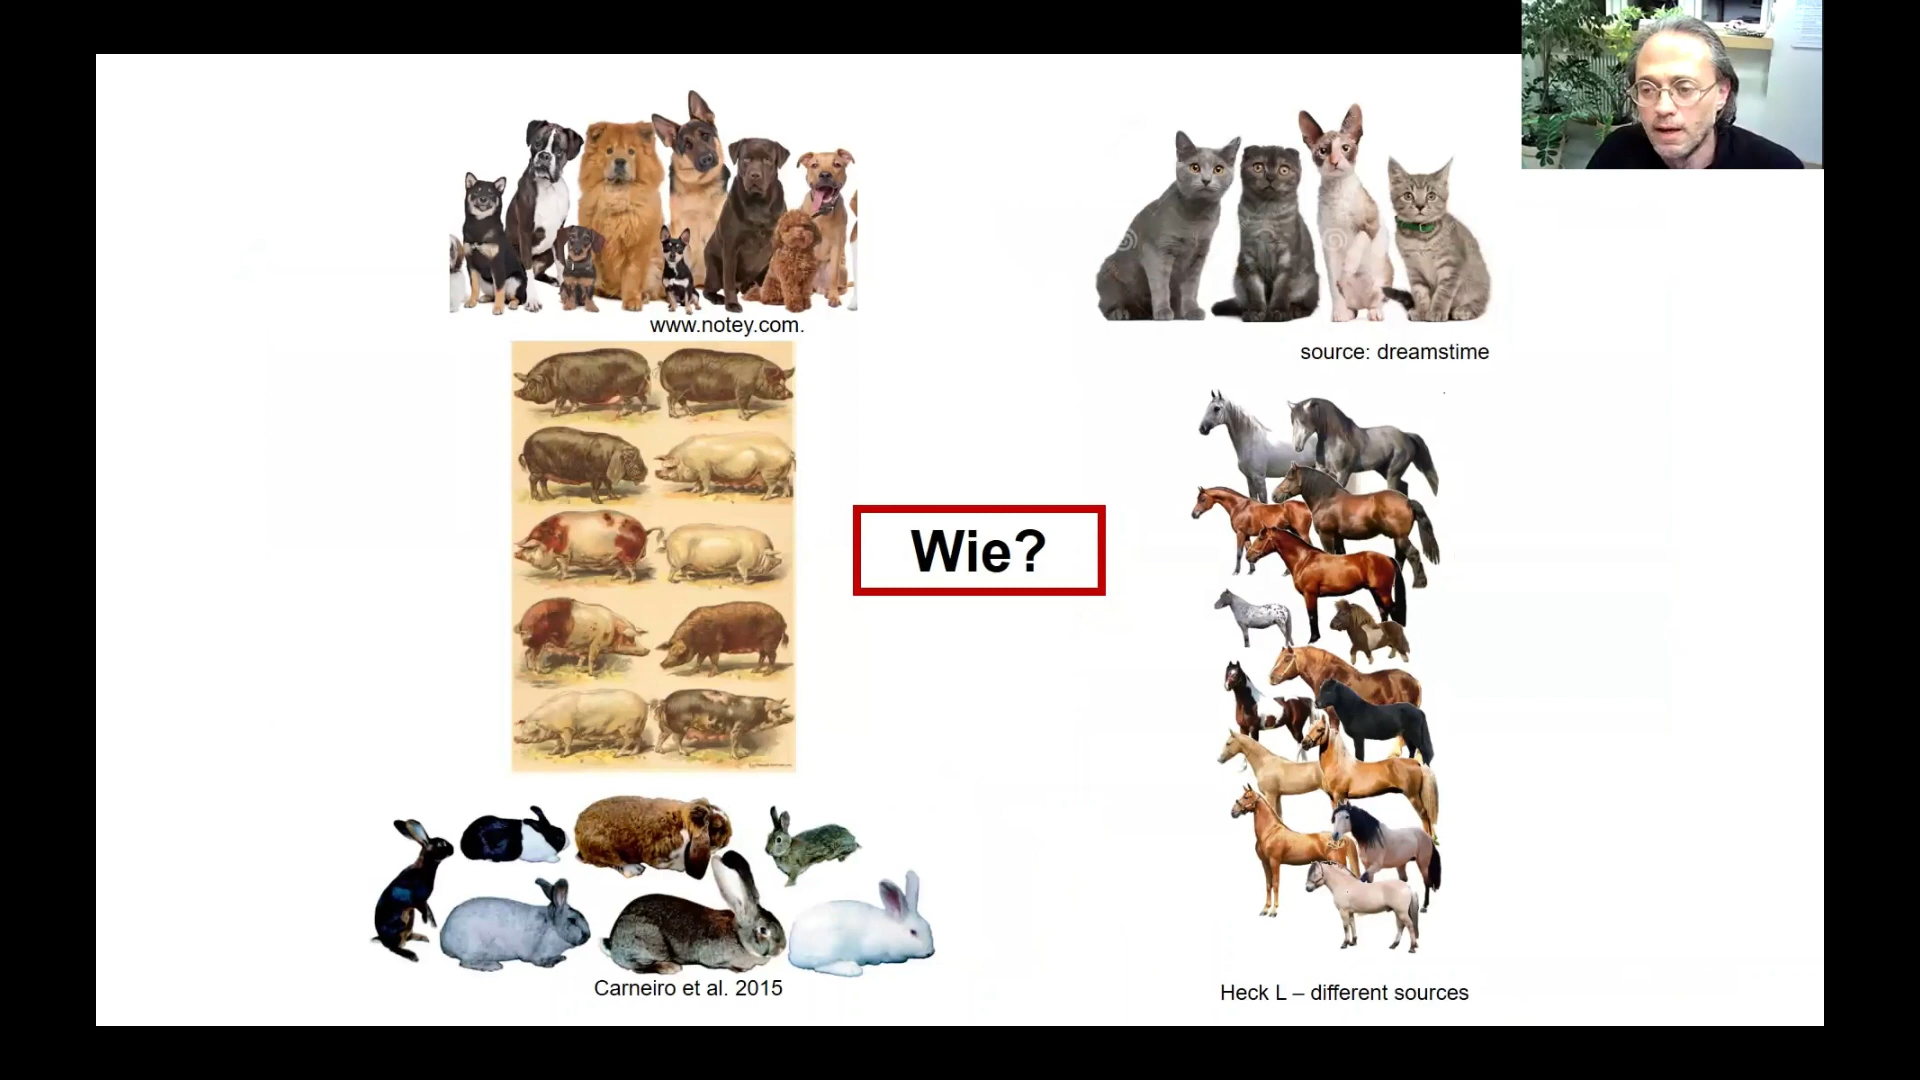 www.notey.com.
source: dreamstime
Wie?
Carneiro et al. 2015
Heck L – different sources